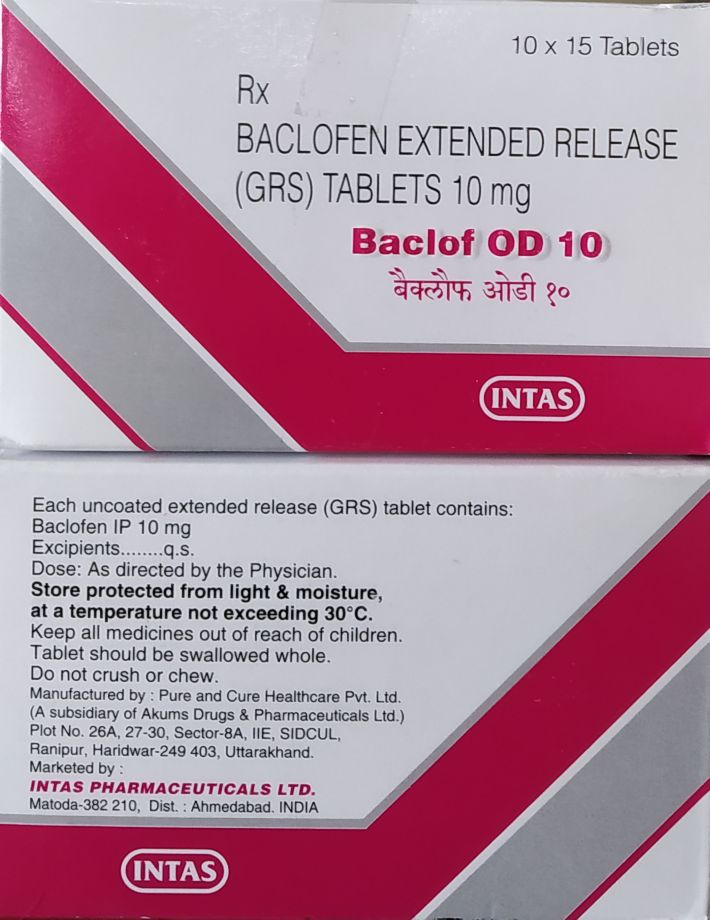 10 x 15 Tablets
Rx
BACLOFEN EXTENDED RELEASE
(GRS) TABLETS 10 mg
Baclof OD 10
बैक्लौफ ओडी १०
INTAS
Each uncoated extended release (GRS) tablet contains:
Baclofen IP 10 mg
Excipients........q.s.
Dose: As directed by the Physician.
Store protected from light & moisture,
at a temperature not exceeding 30°C.
Keep all medicines out of reach of children.
Tablet should be swallowed whole.
Do not crush or chew.
Manufactured by : Pure and Cure Healthcare Pvt. Ltd.
(A subsidiary of Akums Drugs & Pharmaceuticals Ltd.)
Plot No. 26A, 27-30, Sector-8A, IIE, SIDCUL,
Ranipur, Haridwar-249 403, Uttarakhand.
Marketed by :
INTAS PHARMACEUTICALS LTD.
Matoda-382 210, Dist. : Ahmedabad. INDIA
INTAS